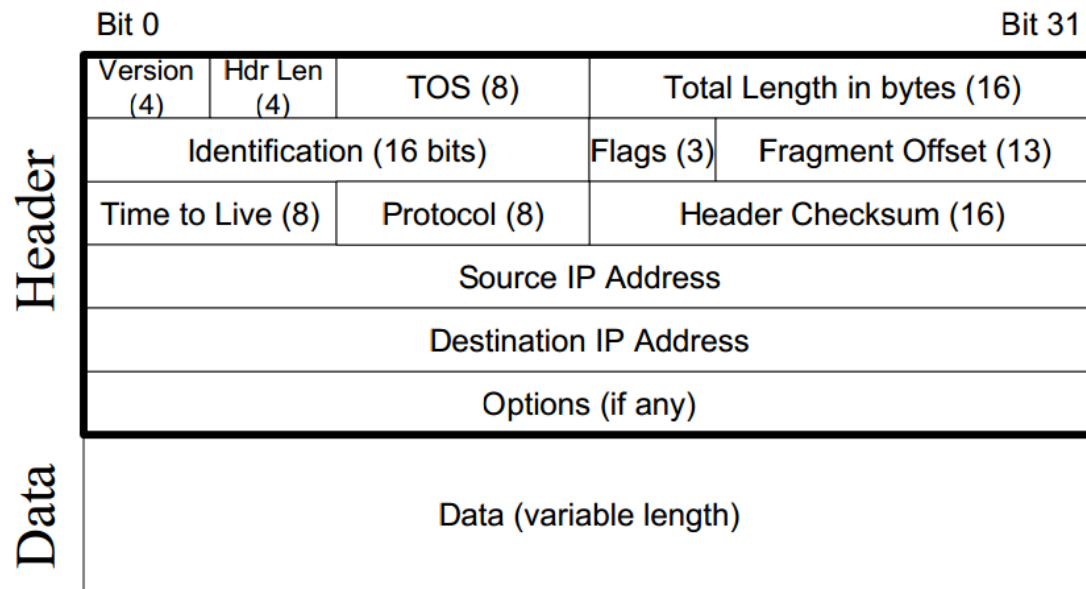 Bit 0 Bit 31
Version Hdr Len TOS (8) Total Length in bytes (16)
(4) (4)
Identification (16 bits) Flags (3) Fragment Offset (13)
Time to Live (8) Protocol (8) Header Checksum (16)
Source IP Address
Destination IP Address
Options (if any)
Header
Data (variable length)
Data